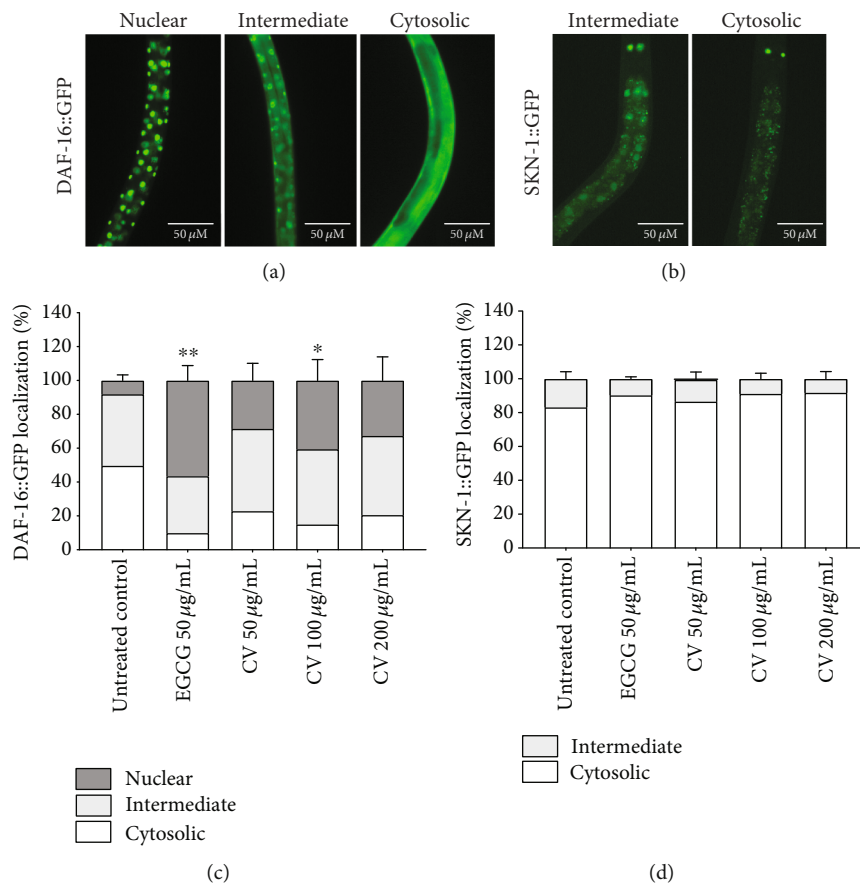 Nuclear Intermediate Cytosolic
DAF-16::GFP
50 μM 50 μM 50 μM
(a)
Intermediate Cytosolic
SKN-1::GFP
50 μM 50 μM
(b)
DAF-16::GFP localization (%)
140
120
100
80
60
40
20
0
** *
Untreated control
EGCG 50 μg/mL
CV 50 μg/mL
CV 100 μg/mL
CV 200 μg/mL
Nuclear
Intermediate
Cytosolic
(c)
SKN-1::GFP localization (%)
140
120
100
80
60
40
20
0
Untreated control
EGCG 50 μg/mL
CV 50 μg/mL
CV 100 μg/mL
CV 200 μg/mL
Intermediate
Cytosolic
(d)